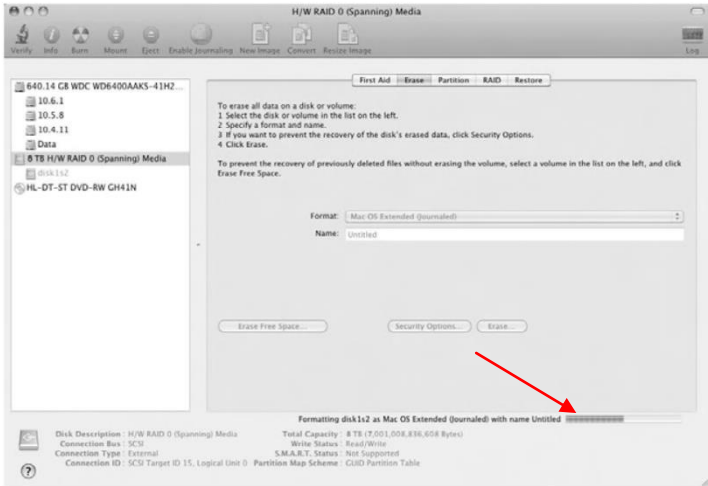 H/W RAID 0 (Spanning) Media
Verify Info Burn Mount Eject Enable Journaling New Image Convert Resize Image Log
First Aid Erase Partition RAID Restore
640.14 GB WDC WD6400AAKS-41H2...
10.6.1
10.5.8
10.4.11
Data
8 TB H/W RAID 0 (Spanning) Media
disk1s2
HL-DT-ST DVD-RW GH41N
To erase all data on a disk or volume:
1 Select the disk or volume in the list on the left.
2 Specify a format and name.
3 If you want to prevent the recovery of the disk's erased data, click Security Options.
4 Click Erase.
To prevent the recovery of previously deleted files without erasing the volume, select a volume in the list on the left, and click
Erase Free Space.
Format: Mac OS Extended (Journaled)
Name: Untitled
Erase Free Space... Security Options... Erase...
Formatting disk1s2 as Mac OS Extended (Journaled) with name Untitled
Disk Description : H/W RAID 0 (Spanning) Media Total Capacity : 8 TB (7,001,008,836,608 Bytes)
Connection Bus : SCSI Write Status : Read/Write
Connection Type : External S.M.A.R.T. Status : Not Supported
Connection ID : SCSI Target ID 15, Logical Unit 0 Partition Map Scheme : GUID Partition Table
?